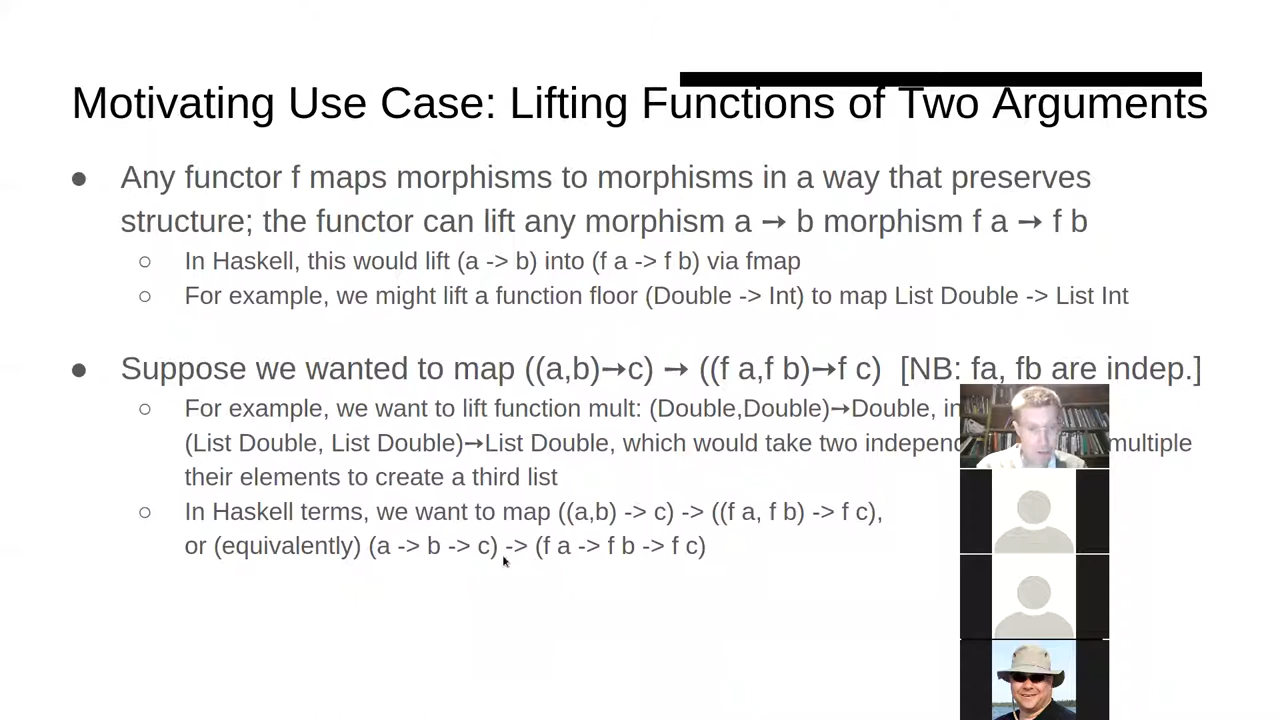 Motivating Use Case: Lifting Functions of Two Arguments
● Any functor f maps morphisms to morphisms in a way that preserves
structure; the functor can lift any morphism a ➙ b morphism f a ➙ f b
○ In Haskell, this would lift (a -> b) into (f a -> f b) via fmap
○ For example, we might lift a function floor (Double -> Int) to map List Double -> List Int
● Suppose we wanted to map ((a,b)➙c) ➙ ((f a,f b)➙f c) [NB: fa, fb are indep.]
○ For example, we want to lift function mult: (Double,Double)➙Double,
(List Double, List Double)➙List Double, which would take two multiple
their elements to create a third list
○ In Haskell terms, we want to map ((a,b) -> c) -> ((f a, f b) -> f c),
or (equivalently) (a -> b -> c) -> (f a -> f b -> f c)